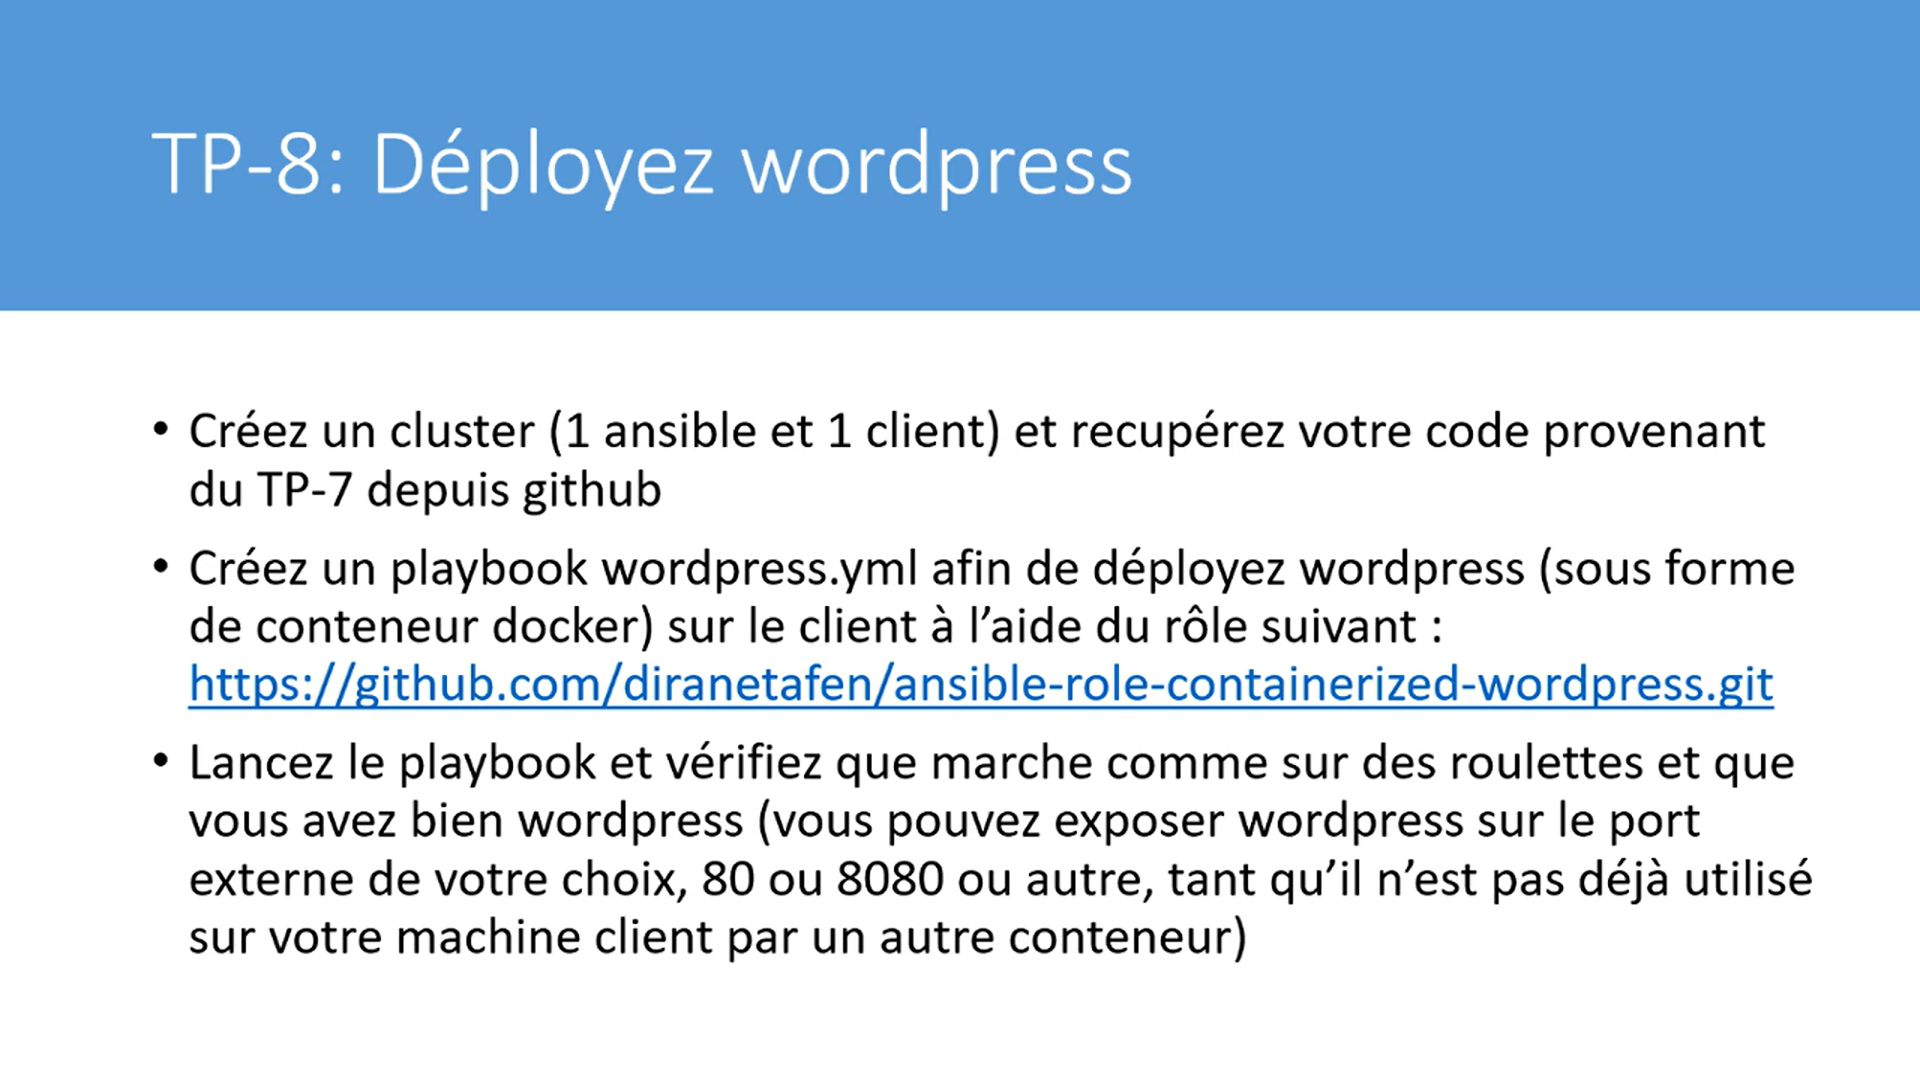 TP-8: Déployez wordpress
• Créez un cluster (1 ansible et 1 client) et recupérez votre code provenant
du TP-7 depuis github
• Créez un playbook wordpress.yml afin de déployez wordpress (sous forme
de conteneur docker) sur le client à l’aide du rôle suivant :
https://github.com/diranetafen/ansible-role-containerized-wordpress.git
• Lancez le playbook et vérifiez que marche comme sur des roulettes et que
vous avez bien wordpress (vous pouvez exposer wordpress sur le port
externe de votre choix, 80 ou 8080 ou autre, tant qu’il n’est pas déjà utilisé
sur votre machine client par un autre conteneur)